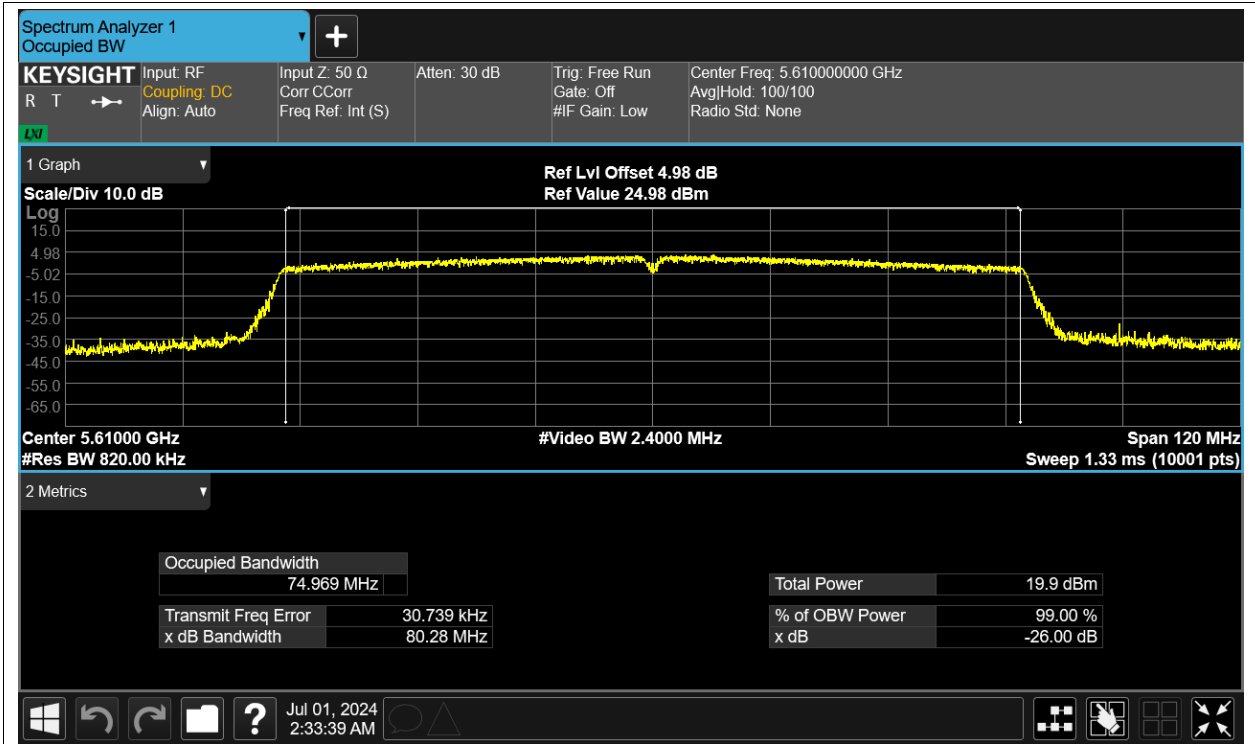 Spectrum Analyzer 1
Occupied BW
KEYSIGHT
R T
LXI
Input: RF
Coupling: DC
Align: Auto
Input Z: 50 Ω
Corr CCorr
Freq Ref: Int (S)
Atten: 30 dB
Trig: Free Run
Gate: Off
#IF Gain: Low
Center Freq: 5.610000000 GHz
Avg|Hold: 100/100
Radio Std: None
1 Graph
Scale/Div 10.0 dB
Ref Lvl Offset 4.98 dB
Ref Value 24.98 dBm
Log
15.0
4.98
-5.02
-15.0
-25.0
-35.0
-45.0
-55.0
-65.0
Center 5.61000 GHz
#Video BW 2.4000 MHz
Span 120 MHz
#Res BW 820.00 kHz
Sweep 1.33 ms (10001 pts)
2 Metrics
Occupied Bandwidth
74.969 MHz
Transmit Freq Error 30.739 kHz
x dB Bandwidth 80.28 MHz
Total Power 19.9 dBm
% of OBW Power 99.00 %
x dB -26.00 dB
?
Jul 01, 2024
2:33:39 AM